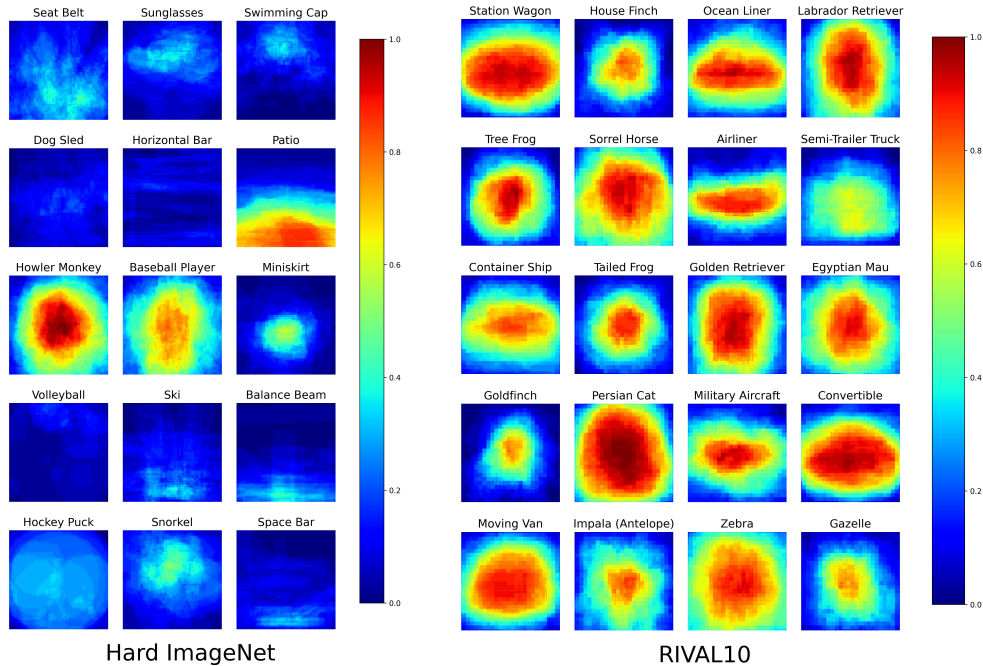 Seat Belt Sunglasses Swimming Cap
1.0
0.8
Dog Sled Horizontal Bar Patio
0.6
Howler Monkey Baseball Player Miniskirt
0.4
Volleyball Ski Balance Beam
0.2
Hockey Puck Snorkel Space Bar
0.0
Hard ImageNet
Station Wagon House Finch Ocean Liner Labrador Retriever
1.0
0.8
Tree Frog Sorrel Horse Airliner Semi-Trailer Truck
0.6
Container Ship Tailed Frog Golden Retriever Egyptian Mau
0.4
Goldfinch Persian Cat Military Aircraft Convertible
0.2
Moving Van Impala (Antelope) Zebra Gazelle
0.0
RIVAL10